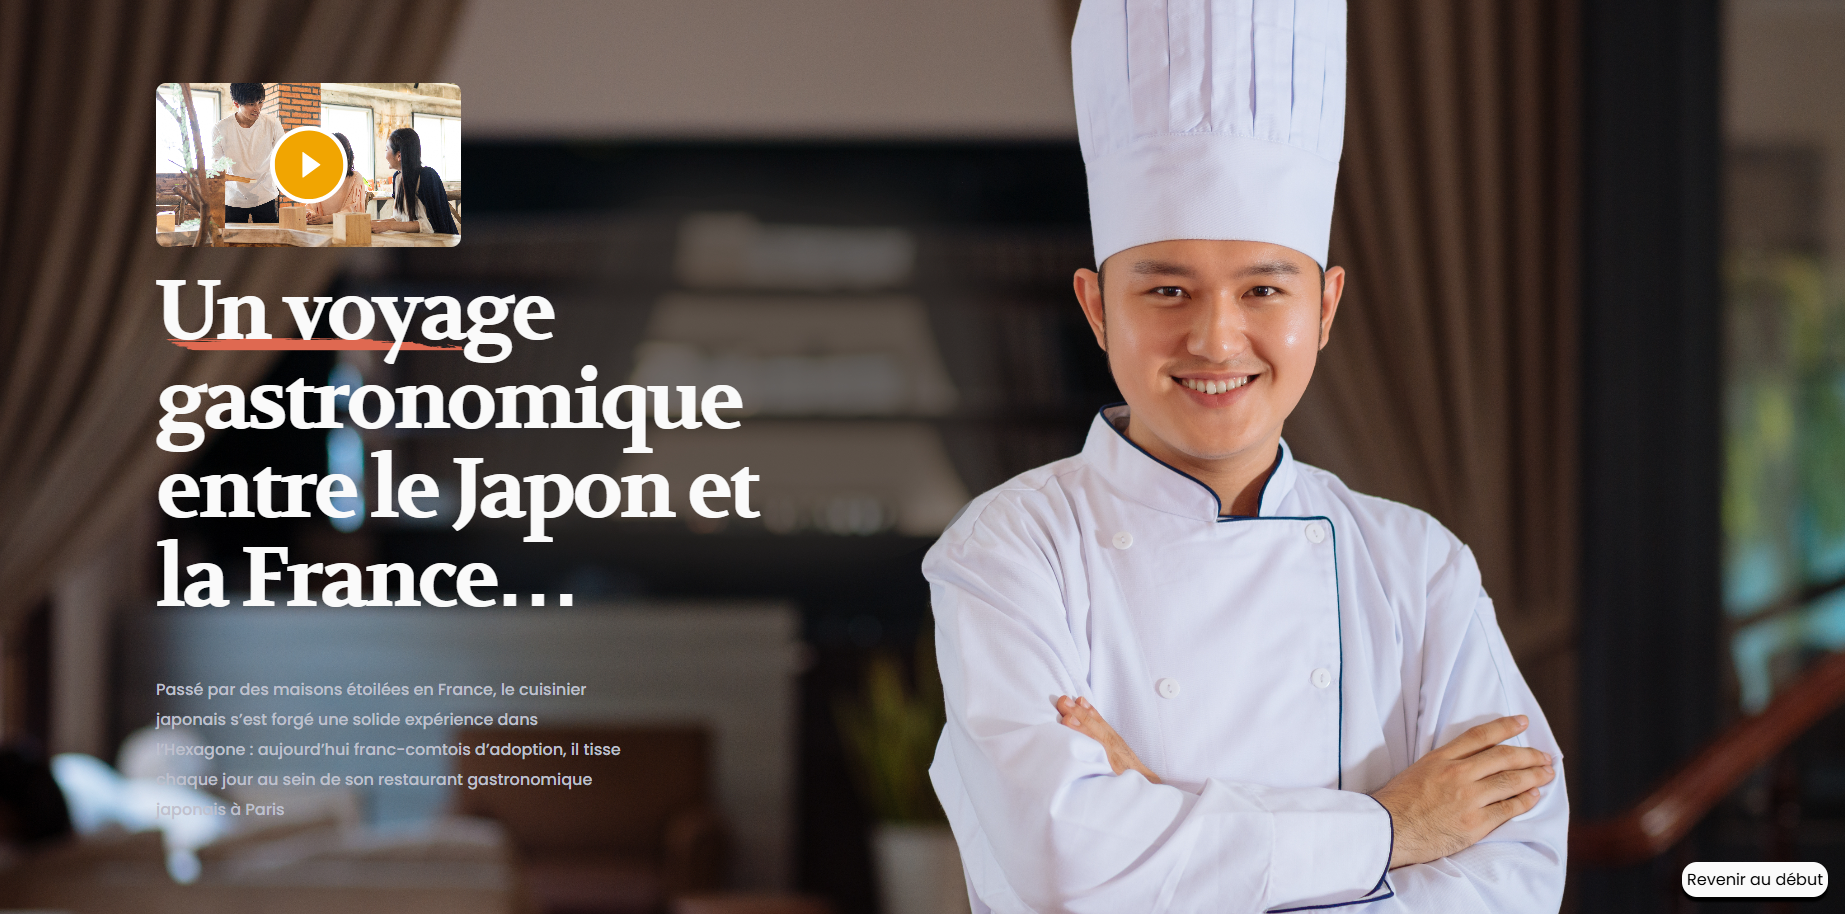 Un voyage
gastronomique
entre le Japon et
la France...
Passé par des maisons étoilées en France, le cuisinier
japonais s’est forgé une solide expérience dans
l’Hexagone : aujourd’hui franc-comtois d’adoption, il tisse
chaque jour au sein de son restaurant gastronomique
japonais à Paris
Revenir au début